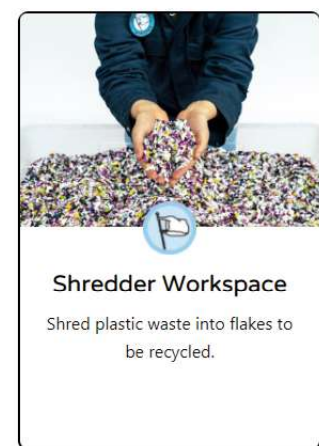 Shredder Workspace
Shred plastic waste into flakes to
be recycled.